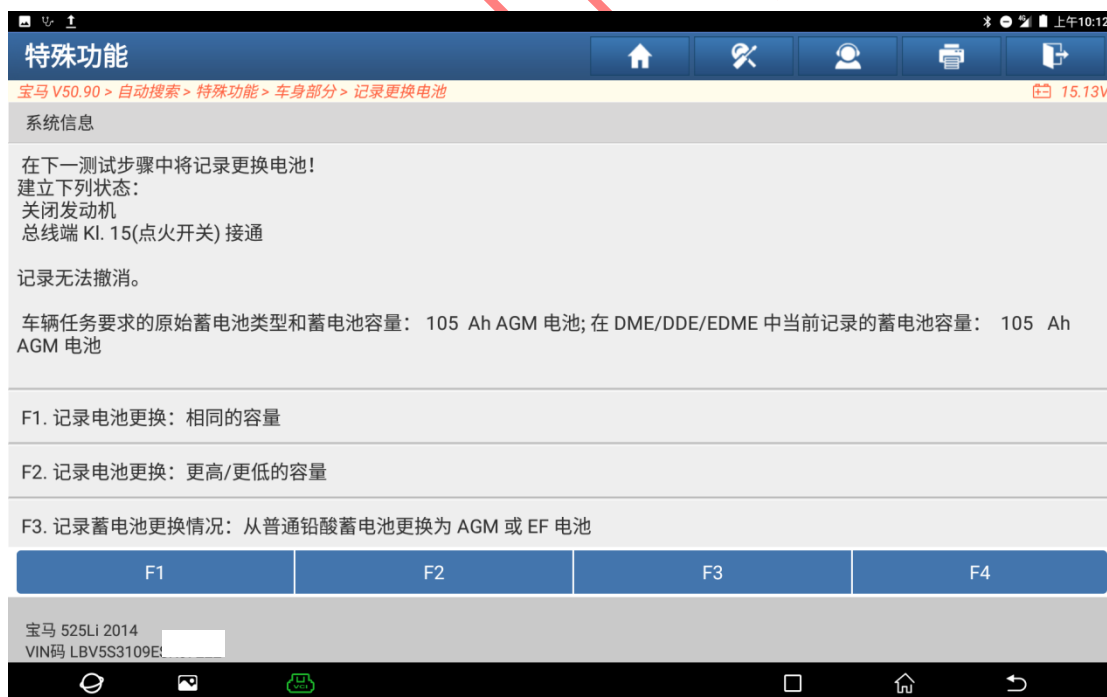 上午10:12
特殊功能
宝马 V50.90 > 自动搜索 > 特殊功能 > 车身部分 > 记录更换电池
15.13V
系统信息
在下一测试步骤中将记录更换电池！
建立下列状态：
关闭发动机
总线端 Kl. 15(点火开关) 接通
记录无法撤消。
车辆任务要求的原始蓄电池类型和蓄电池容量： 105 Ah AGM 电池; 在 DME/DDE/EDME 中当前记录的蓄电池容量： 105 Ah
AGM 电池
F1. 记录电池更换：相同的容量
F2. 记录电池更换：更高/更低的容量
F3. 记录蓄电池更换情况：从普通铅酸蓄电池更换为 AGM 或 EF 电池
F1 F2 F3 F4
宝马 525Li 2014
VIN码 LBV5S3109E
VCI